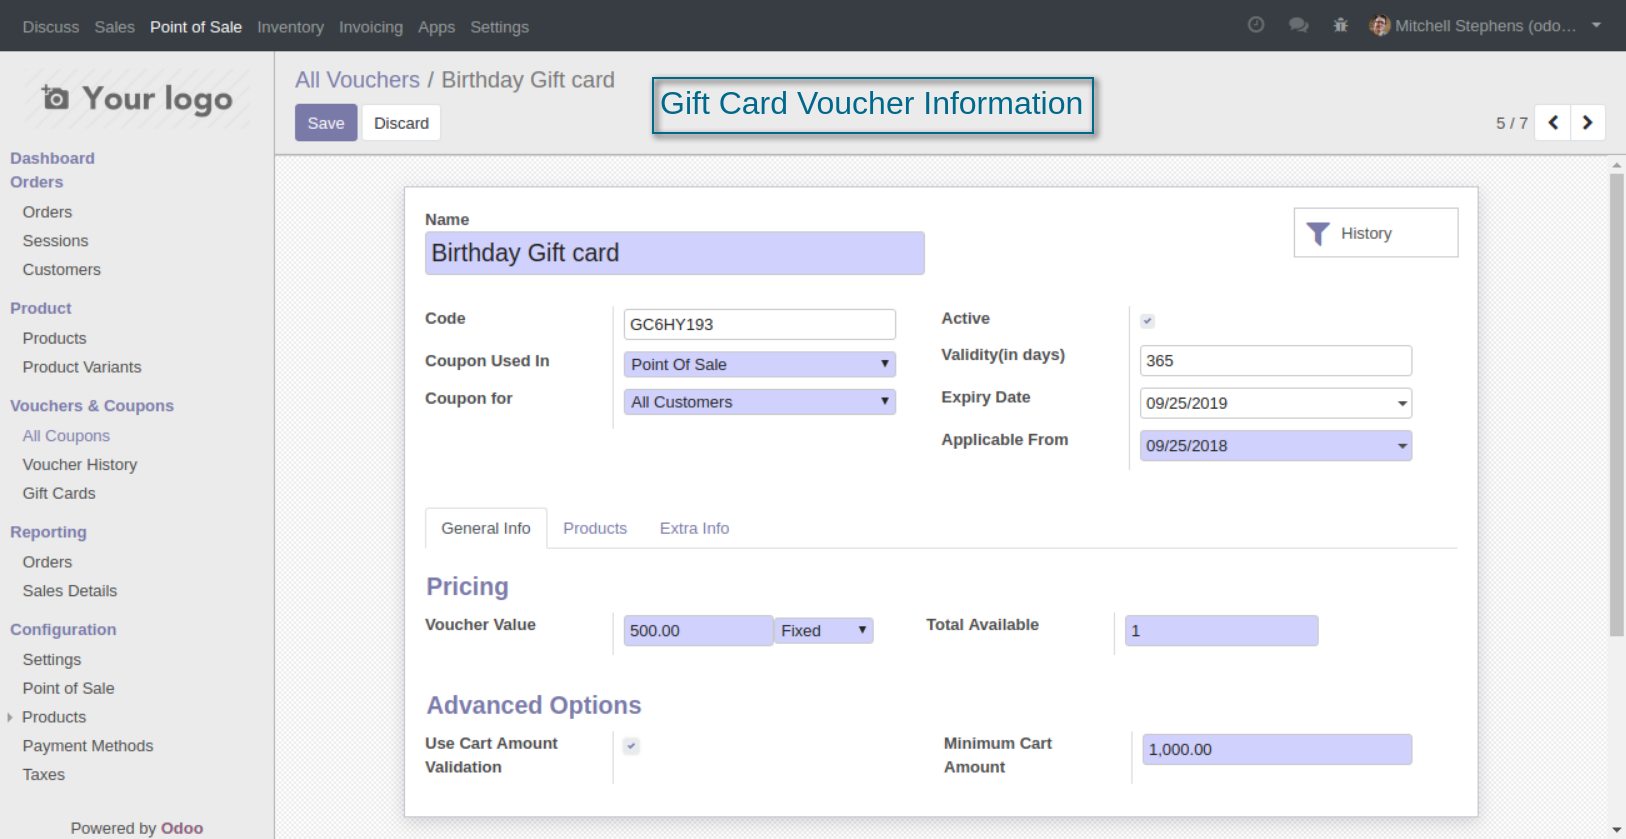 Discuss Sales Point of Sale Inventory Invoicing Apps Settings Mitchell Stephens (odo...
Your logo
All Vouchers / Birthday Gift card
Save Discard
Gift Card Voucher Information
5 / 7
Dashboard
Orders
Orders
Sessions
Customers
Product
Products
Product Variants
Vouchers & Coupons
All Coupons
Voucher History
Gift Cards
Reporting
Orders
Sales Details
Configuration
Settings
Point of Sale
Products
Payment Methods
Taxes
Powered by Odoo
Name
Birthday Gift card
History
Code GC6HY193
Coupon Used In Point Of Sale
Coupon for All Customers
Active
Validity(in days) 365
Expiry Date 09/25/2019
Applicable From 09/25/2018
General Info Products Extra Info
Pricing
Voucher Value 500.00 Fixed Total Available 1
Advanced Options
Use Cart Amount
Validation
Minimum Cart
Amount
1,000.00